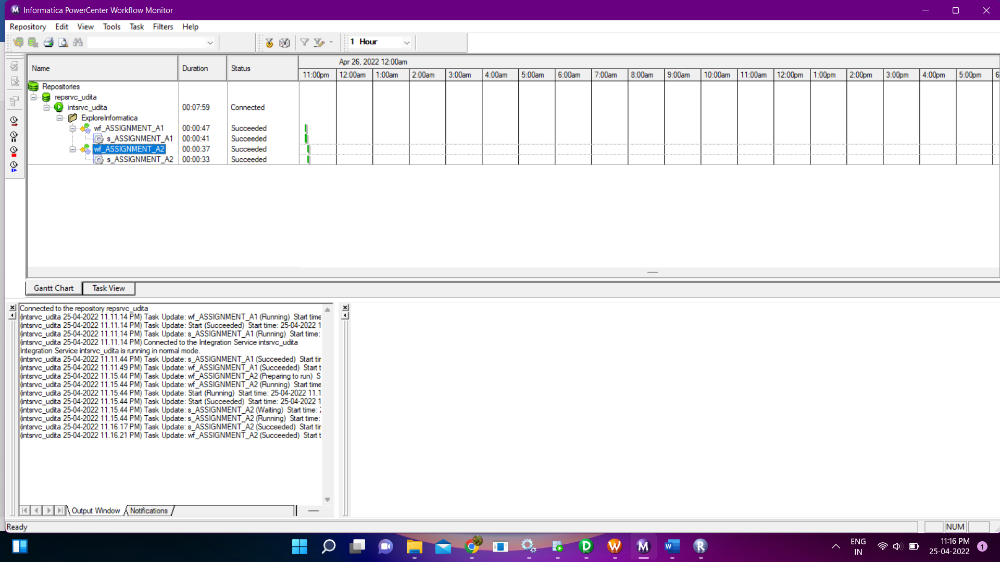 Informatica PowerCenter Workflow Monitor
Repository Edit View Tools Task Filters Help
1 Hour
Name Duration Status Apr 26, 2022 12:00am
11:00pm 12:00am 1:00am 2:00am 3:00am 4:00am 5:00am 6:00am 7:00am 8:00am 9:00am 10:00am 11:00am 12:00pm 1:00pm 2:00pm 3:00pm 4:00pm 5:00pm 6
Repositories
repsrvc_udita
intsrvc_udita 00:07:59 Connected
ExploreInformatica
wf_ASSIGNMENT_A1 00:00:47 Succeeded
s_ASSIGNMENT_A1 00:00:41 Succeeded
wf_ASSIGNMENT_A2 00:00:37 Succeeded
s_ASSIGNMENT_A2 00:00:33 Succeeded
Gantt Chart Task View
Connected to the repository repsrvc_udita
(intsrvc_udita 25-04-2022 11.11.14 PM) Task Update: wf_ASSIGNMENT_A1 (Running) Start time
(intsrvc_udita 25-04-2022 11.11.14 PM) Task Update: Start (Succeeded) Start time: 25-04-2022 1
(intsrvc_udita 25-04-2022 11.11.14 PM) Task Update: s_ASSIGNMENT_A1 (Running) Start time:
(intsrvc_udita 25-04-2022 11.11.14 PM) Connected to the Integration Service intsrvc_udita
Integration Service intsrvc_udita is running in normal mode.
(intsrvc_udita 25-04-2022 11.11.44 PM) Task Update: s_ASSIGNMENT_A1 (Succeeded) Start tir
(intsrvc_udita 25-04-2022 11.11.49 PM) Task Update: wf_ASSIGNMENT_A1 (Succeeded) Start t
(intsrvc_udita 25-04-2022 11.15.44 PM) Task Update: wf_ASSIGNMENT_A2 (Preparing to run) S
(intsrvc_udita 25-04-2022 11.15.44 PM) Task Update: wf_ASSIGNMENT_A2 (Running) Start time
(intsrvc_udita 25-04-2022 11.15.44 PM) Task Update: Start (Running) Start time: 25-04-2022 11.1
(intsrvc_udita 25-04-2022 11.15.44 PM) Task Update: Start (Succeeded) Start time: 25-04-2022 1
(intsrvc_udita 25-04-2022 11.15.44 PM) Task Update: s_ASSIGNMENT_A2 (Waiting) Start time: 2
(intsrvc_udita 25-04-2022 11.15.44 PM) Task Update: s_ASSIGNMENT_A2 (Running) Start time:
(intsrvc_udita 25-04-2022 11.16.17 PM) Task Update: s_ASSIGNMENT_A2 (Succeeded) Start tir
(intsrvc_udita 25-04-2022 11.16.21 PM) Task Update: wf_ASSIGNMENT_A2 (Succeeded) Start t
Output Window Notifications
Ready NUM
ENG
IN
11:16 PM
25-04-2022
1